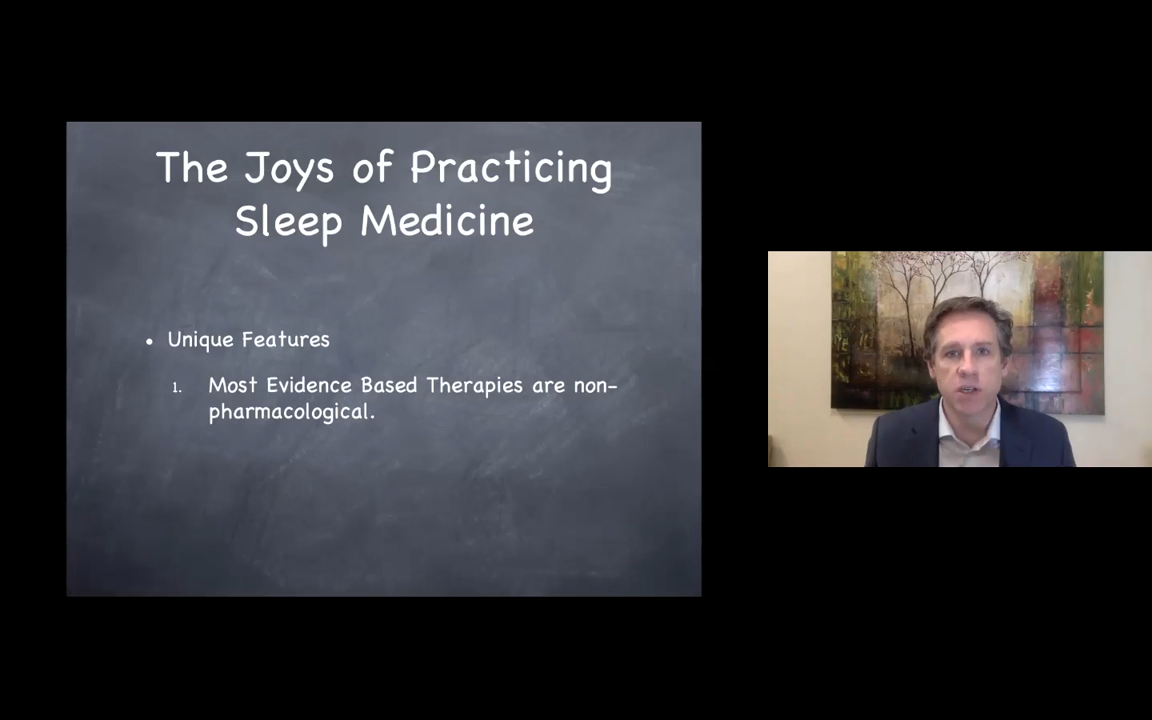 The Joys of Practicing
Sleep Medicine
• Unique Features
1. Most Evidence Based Therapies are non-
pharmacological.